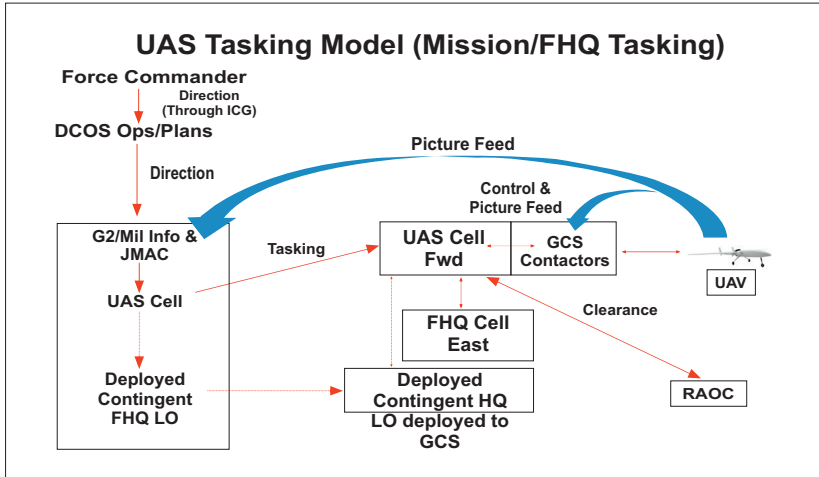 UAS Tasking Model (Mission/FHQ Tasking)
Force Commander
Direction
(Through ICG)
DCOS Ops/Plans
Direction
Picture Feed
Control &
Picture Feed
G2/Mil Info &
JMAC
Tasking
UAS Cell
UAS Cell
Fwd
GCS
Contactors
UAV
Clearance
FHQ Cell
East
Deployed
Contingent
FHQ LO
Deployed
Contingent HQ
LO deployed to
GCS
RAOC